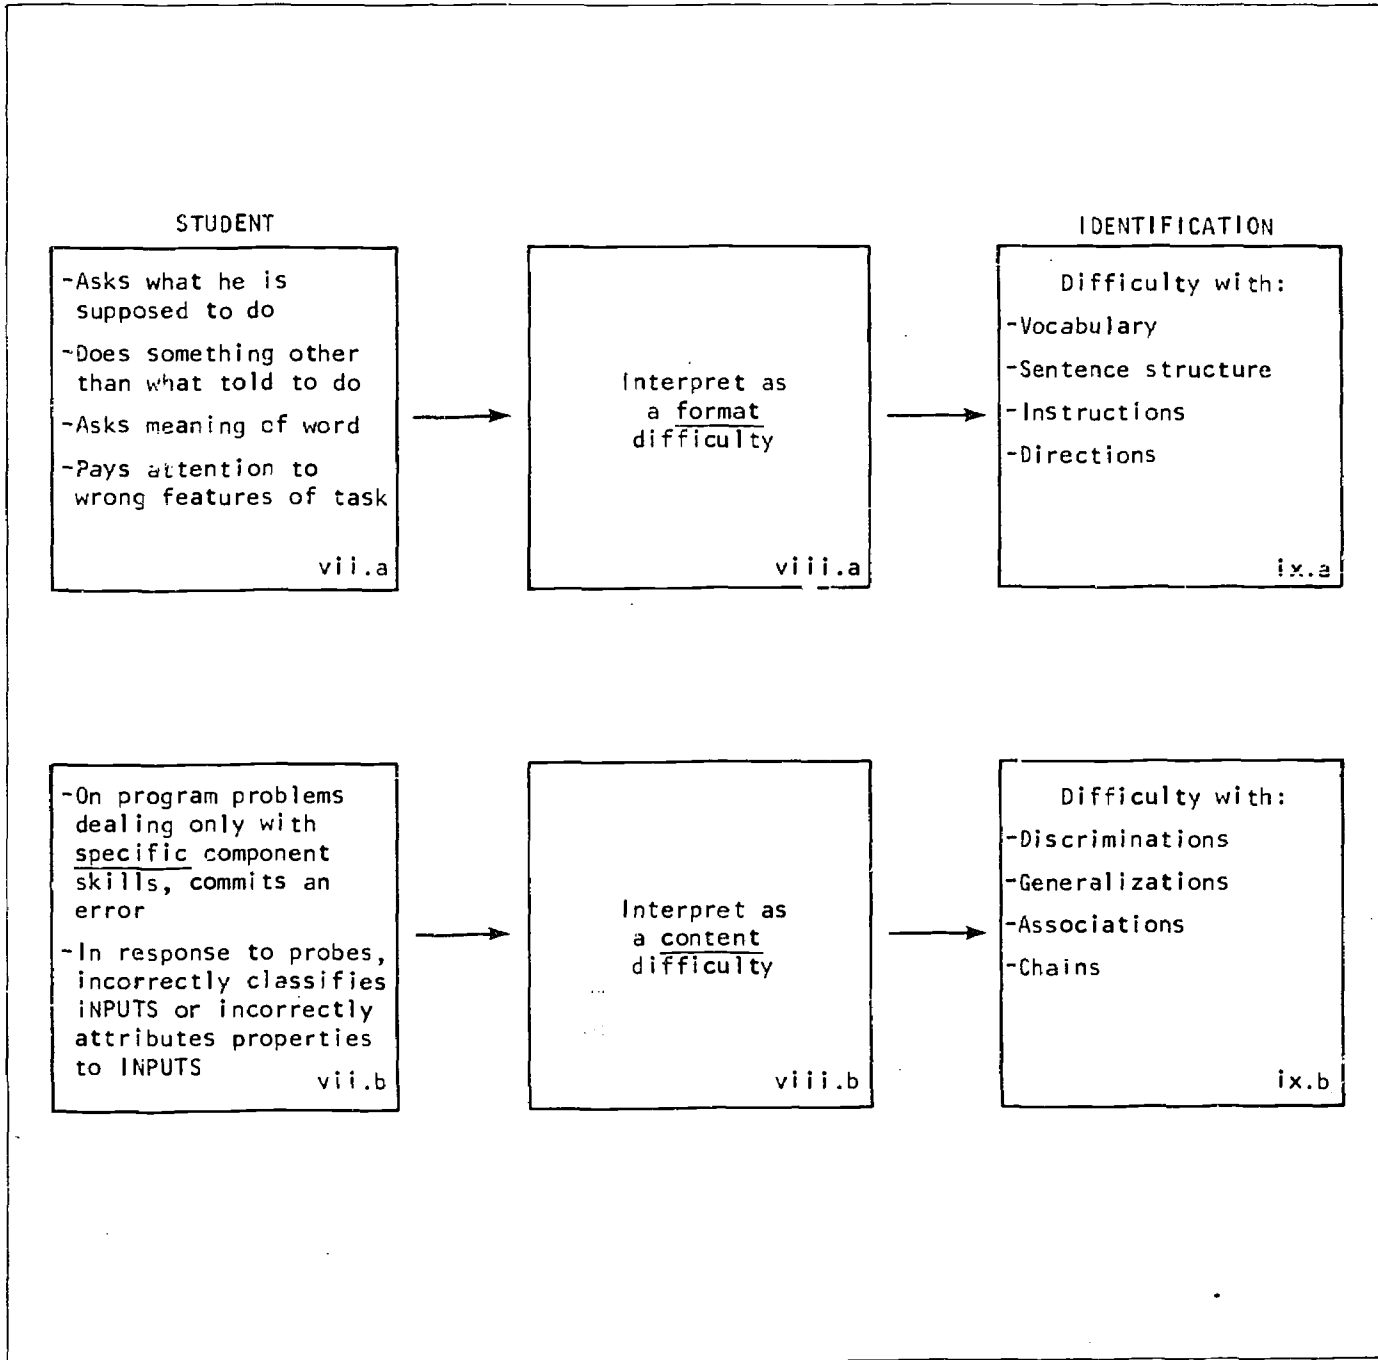 STUDENT
-Asks what he is
supposed to do
-Does something other
than what told to do
-Asks meaning of word
-Pays attention to
wrong features of task
vii.a
Interpret as
a format
difficulty
viii.a
IDENTIFICATION
Difficulty with:
-Vocabulary
-Sentence structure
-Instructions
-Directions
ix.a
-On program problems
dealing only with
specific component
skills, commits an
error
-In response to probes,
incorrectly classifies
INPUTS or incorrectly
attributes properties
to INPUTS
vii.b
Interpret as
a content
difficulty
viii.b
Difficulty with:
-Discriminations
-Generalizations
-Associations
-Chains
ix.b